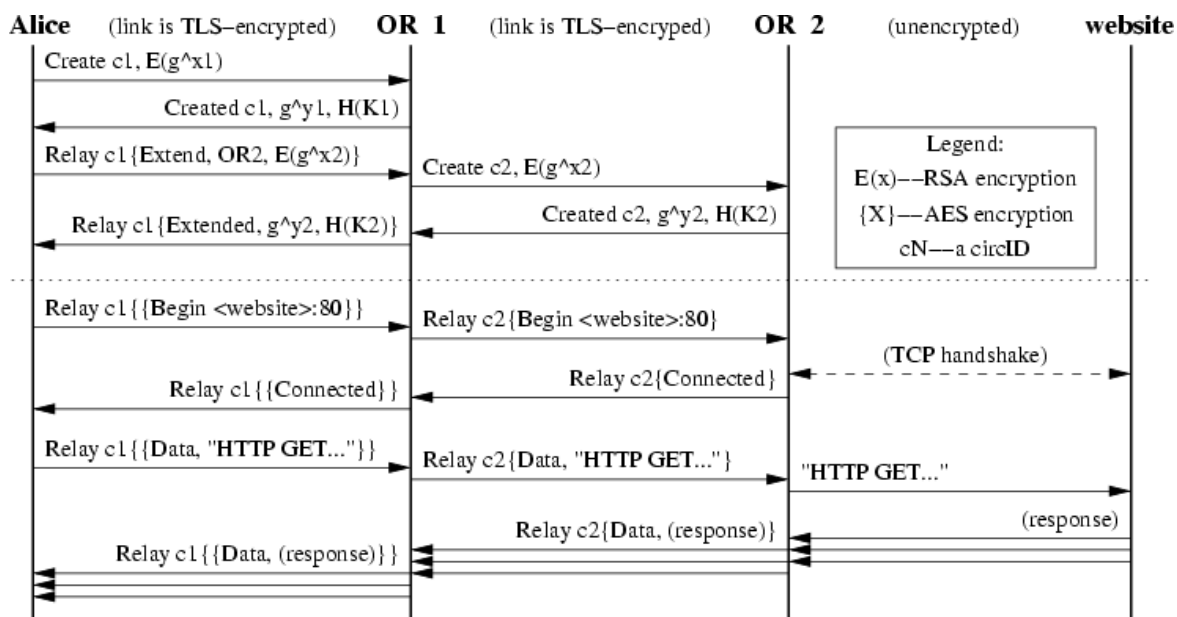 Alice (link is TLS–encrypted) OR 1 (link is TLS–encryped) OR 2 (unencrypted) website
Create c1, E(g^x1)
Created c1, g^y1, H(K1)
Relay c1{Extend, OR2, E(g^x2)}
Create c2, E(g^x2)
Created c2, g^y2, H(K2)
Relay c1{Extended, g^y2, H(K2)}
Legend:
E(x)––RSA encryption
{X}––AES encryption
cN––a circID
Relay c1{{Begin <website>:80}}
Relay c2{Begin <website>:80}
(TCP handshake)
Relay c2{Connected}
Relay c1{{Connected}}
Relay c1{{Data, "HTTP GET..."}}
Relay c2{Data, "HTTP GET..."}
"HTTP GET..."
(response)
Relay c2{Data, (response)}
Relay c1{{Data, (response)}}